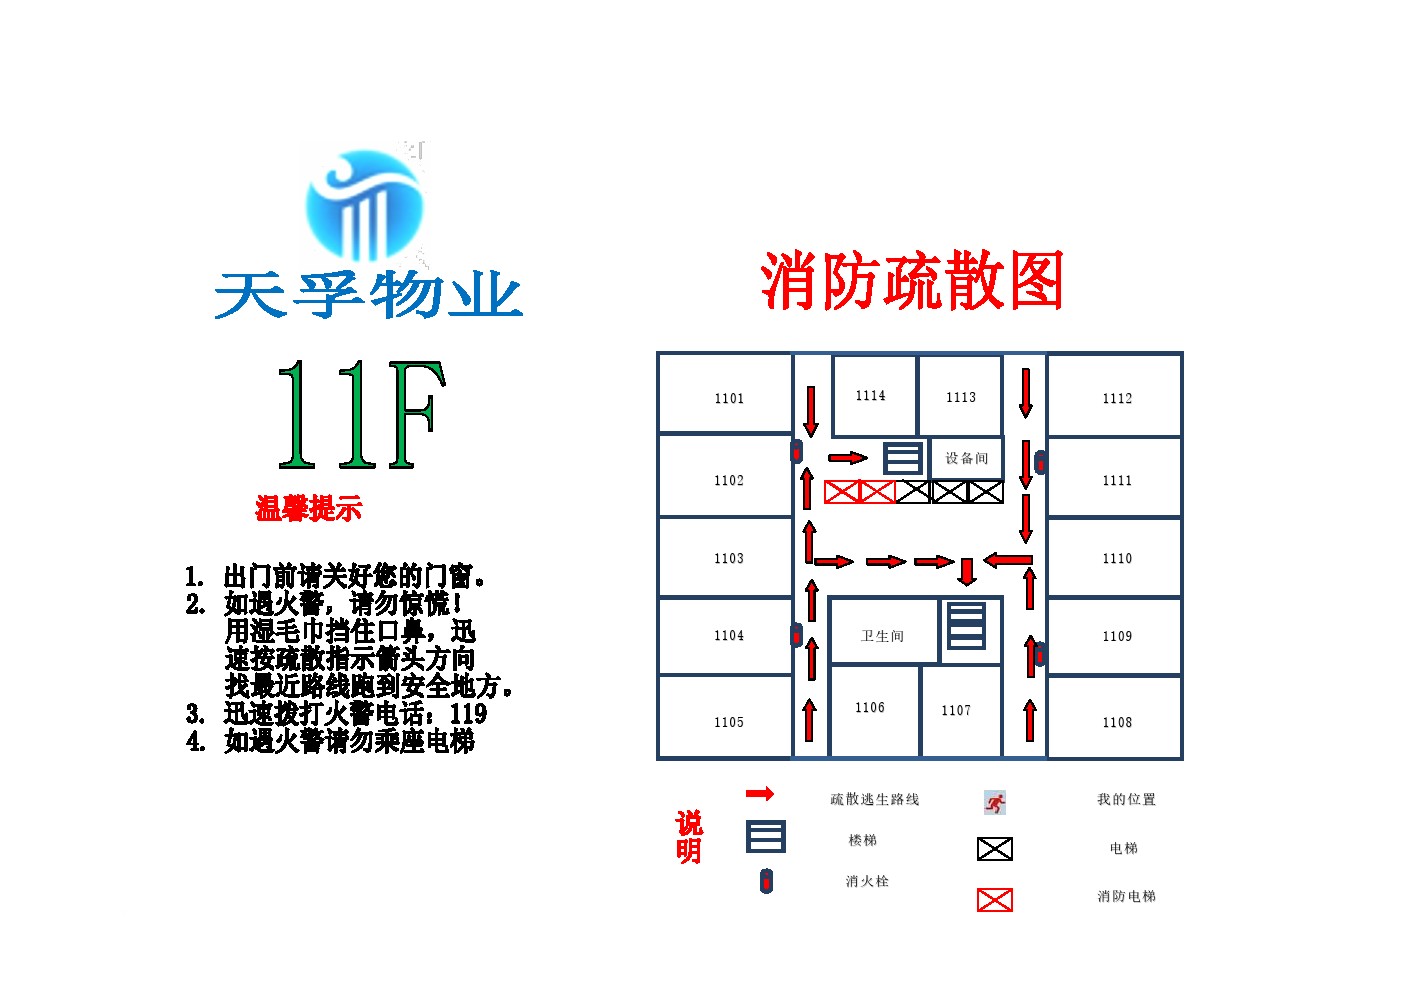 天孚物业
11F
温馨提示
1. 出门前请关好您的门窗。
2. 如遇火警，请勿惊慌！
用湿毛巾挡住口鼻，迅
速按疏散指示箭头方向
找最近路线跑到安全地方。
3. 迅速拨打火警电话：119
4. 如遇火警请勿乘座电梯
消防疏散图
1101
1114
1113
1112
设备间
1102
1111
1103
1110
1104
卫生间
1109
1105
1106
1107
1108
说
明
疏散逃生路线
我的位置
楼梯
电梯
消火栓
消防电梯